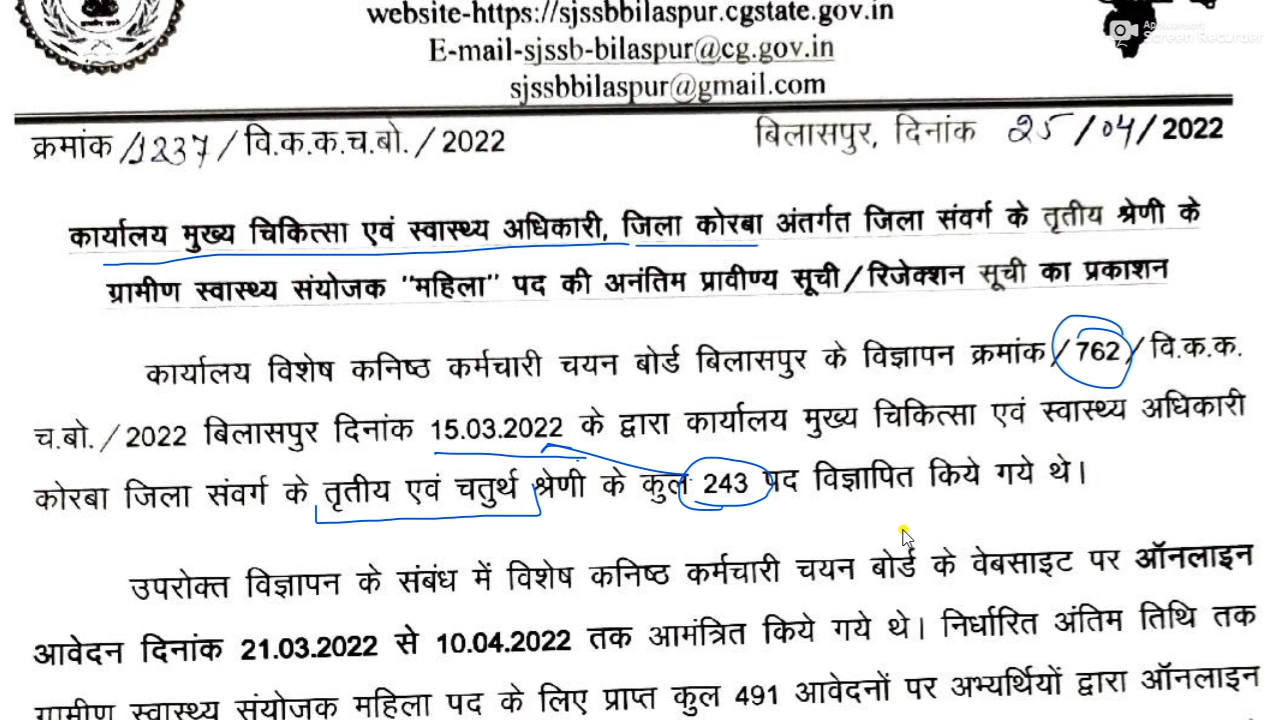 website-https://sjssbbilaspur.cgstate.gov.in
E-mail-sjssb-bilaspur@cg.gov.in
sjssbbilaspur@gmail.com
Apowersoft
Screen Recorder
क्रमांक /1237/ वि.क.क.च.बो. / 2022 बिलासपुर, दिनांक 25/04/2022
कार्यालय मुख्य चिकित्सा एवं स्वास्थ्य अधिकारी, जिला कोरबा अंतर्गत जिला संवर्ग के तृतीय श्रेणी के
ग्रामीण स्वास्थ्य संयोजक "महिला" पद की अनंतिम प्रावीण्य सूची/रिजेक्शन सूची का प्रकाशन
कार्यालय विशेष कनिष्ठ कर्मचारी चयन बोर्ड बिलासपुर के विज्ञापन क्रमांक/762/वि.क.क.
च.बो./2022 बिलासपुर दिनांक 15.03.2022 के द्वारा कार्यालय मुख्य चिकित्सा एवं स्वास्थ्य अधिकारी
कोरबा जिला संवर्ग के तृतीय एवं चतुर्थ श्रेणी के कुल 243 पद विज्ञापित किये गये थे।
उपरोक्त विज्ञापन के संबंध में विशेष कनिष्ठ कर्मचारी चयन बोर्ड के वेबसाइट पर ऑनलाइन
आवेदन दिनांक 21.03.2022 से 10.04.2022 तक आमंत्रित किये गये थे। निर्धारित अंतिम तिथि तक
ग्रामीण स्वास्थ्य संयोजक महिला पद के लिए प्राप्त कुल 491 आवेदनों पर अभ्यर्थियों द्वारा ऑनलाइन